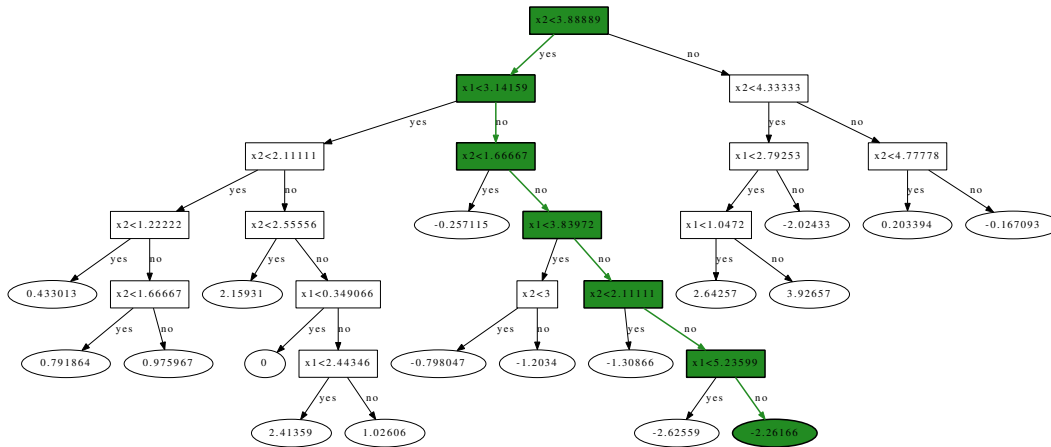 x2<3.88889
yes
no
x1<3.14159
x2<4.33333
yes
no
yes
no
x2<2.11111
x2<1.66667
x1<2.79253
x2<4.77778
yes
no
yes
no
yes
no
yes
no
x2<1.22222
x2<2.55556
-0.257115
x1<3.83972
x1<1.0472
-2.02433
0.203394
-0.167093
yes
no
yes
no
yes
no
yes
no
0.433013
x2<1.66667
2.15931
x1<0.349066
x2<3
x2<2.11111
2.64257
3.92657
yes
no
yes
no
yes
no
yes
no
0.791864
0.975967
0
x1<2.44346
-0.798047
-1.2034
-1.30866
x1<5.23599
yes
no
yes
no
2.41359
1.02606
-2.62559
-2.26166